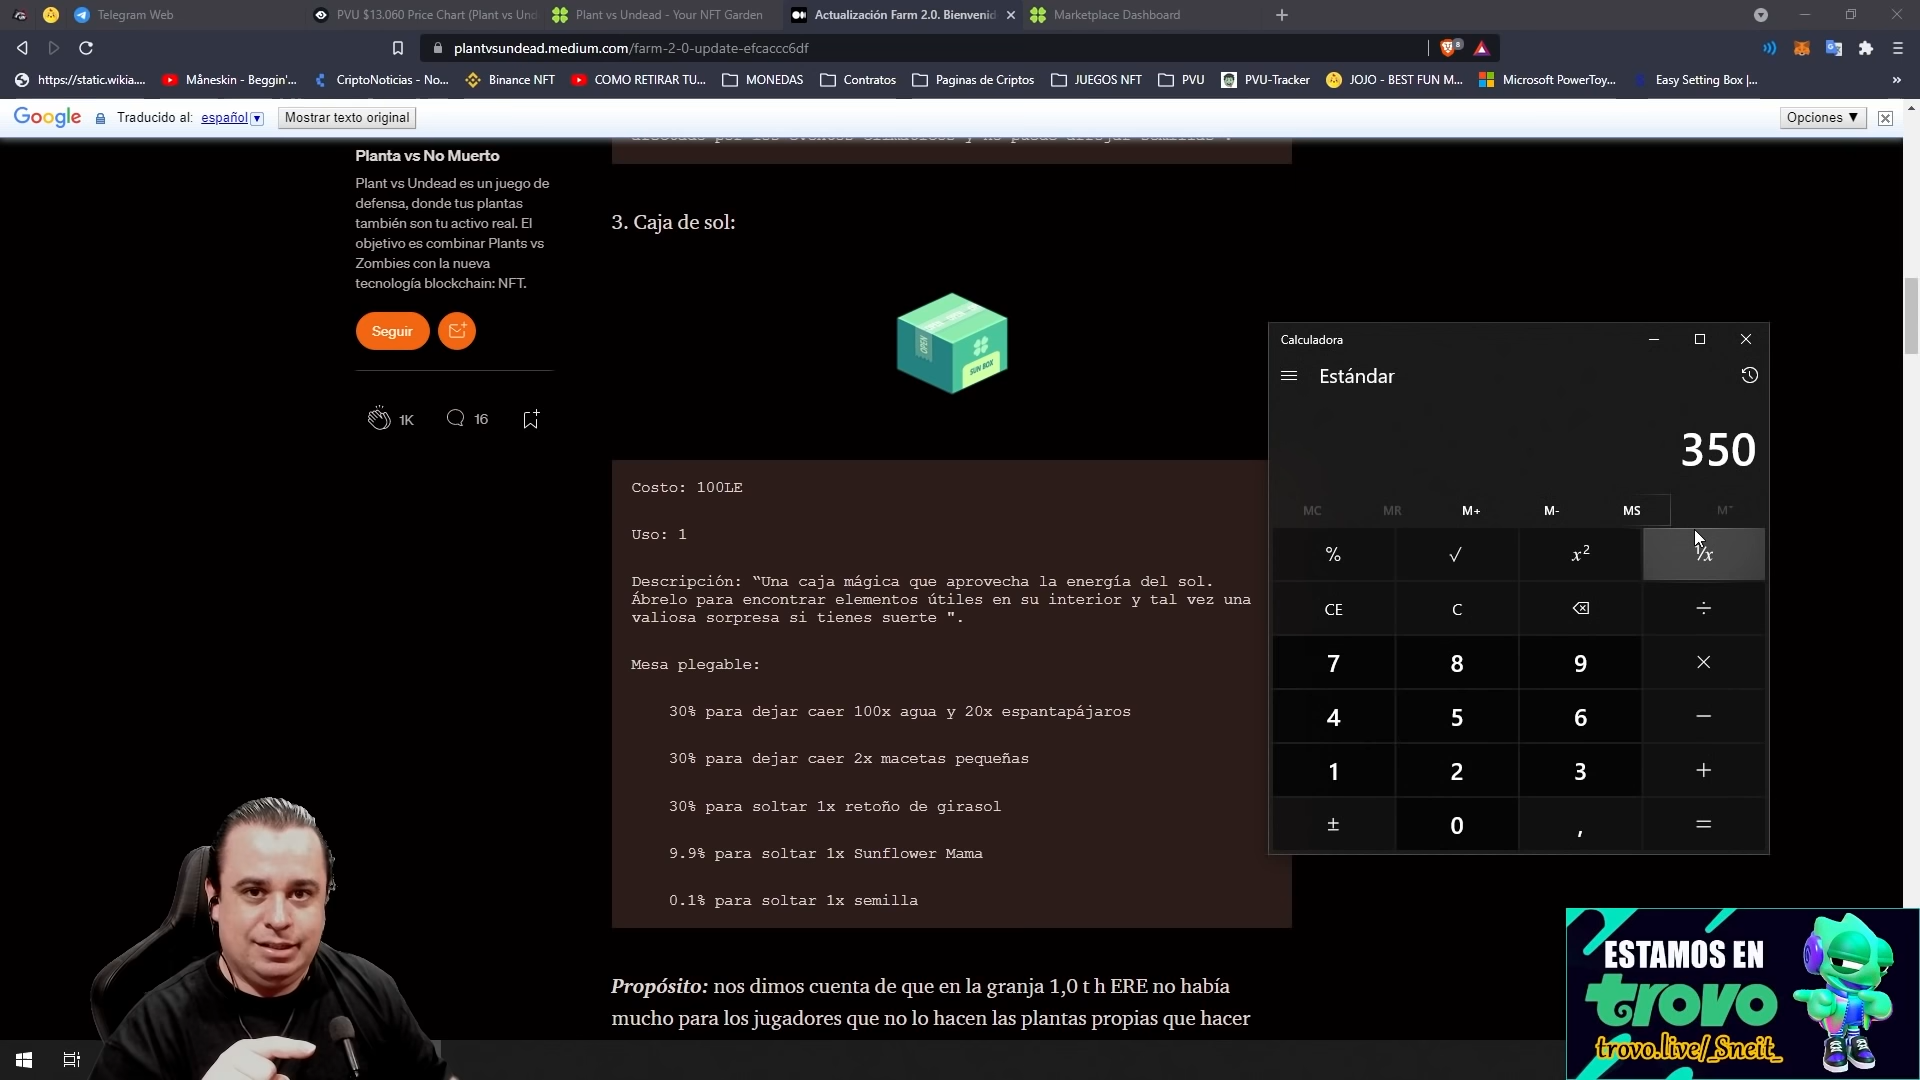 Telegram Web
PVU $13.060 Price Chart (Plant vs Und
Plant vs Undead - Your NFT Garden
Actualización Farm 2.0. Bienvenid
Marketplace Dashboard
plantvsundead.medium.com/farm-2-0-update-efcaccc6df
8
https://static.wikia....
Måneskin - Beggin'...
CriptoNoticias - No...
Binance NFT
COMO RETIRAR TU...
MONEDAS
Contratos
Paginas de Criptos
JUEGOS NFT
PVU
PVU-Tracker
JOJO - BEST FUN M...
Microsoft PowerToy...
Easy Setting Box |...
Google
Traducido al: español
Mostrar texto original
Opciones ▼
Planta vs No Muerto
Plant vs Undead es un juego de
defensa, donde tus plantas
también son tu activo real. El
objetivo es combinar Plants vs
Zombies con la nueva
tecnología blockchain: NFT.
Seguir
1K
16
3. Caja de sol:
OPEN
SUN BOX
Costo: 100LE
Uso: 1
Descripción: “Una caja mágica que aprovecha la energía del sol.
Ábrelo para encontrar elementos útiles en su interior y tal vez una
valiosa sorpresa si tienes suerte ".
Mesa plegable:
30% para dejar caer 100x agua y 20x espantapájaros
30% para dejar caer 2x macetas pequeñas
30% para soltar 1x retoño de girasol
9.9% para soltar 1x Sunflower Mama
0.1% para soltar 1x semilla
Propósito: nos dimos cuenta de que en la granja 1,0 t h ERE no había
mucho para los jugadores que no lo hacen las plantas propias que hacer
Calculadora
Estándar
350
MC MR M+ M- MS M˅
% √ x² ¹/x
CE C ⌫ ÷
7 8 9 ×
4 5 6 −
1 2 3 +
± 0 , =
ESTAMOS EN
trovo
trovo.live/_Sneit_